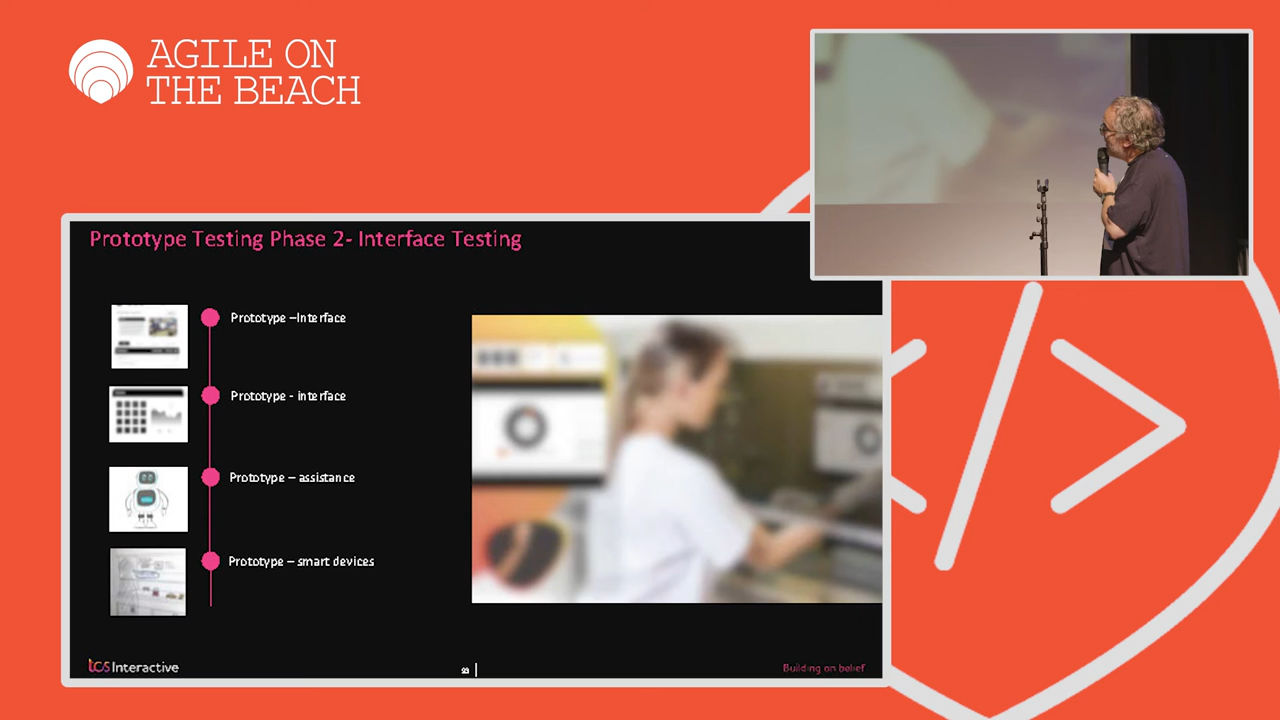 AGILE ON
THE BEACH
Prototype Testing Phase 2- Interface Testing
Prototype –Interface
Prototype - interface
Prototype – assistance
Prototype – smart devices
tcs Interactive
Building on belief